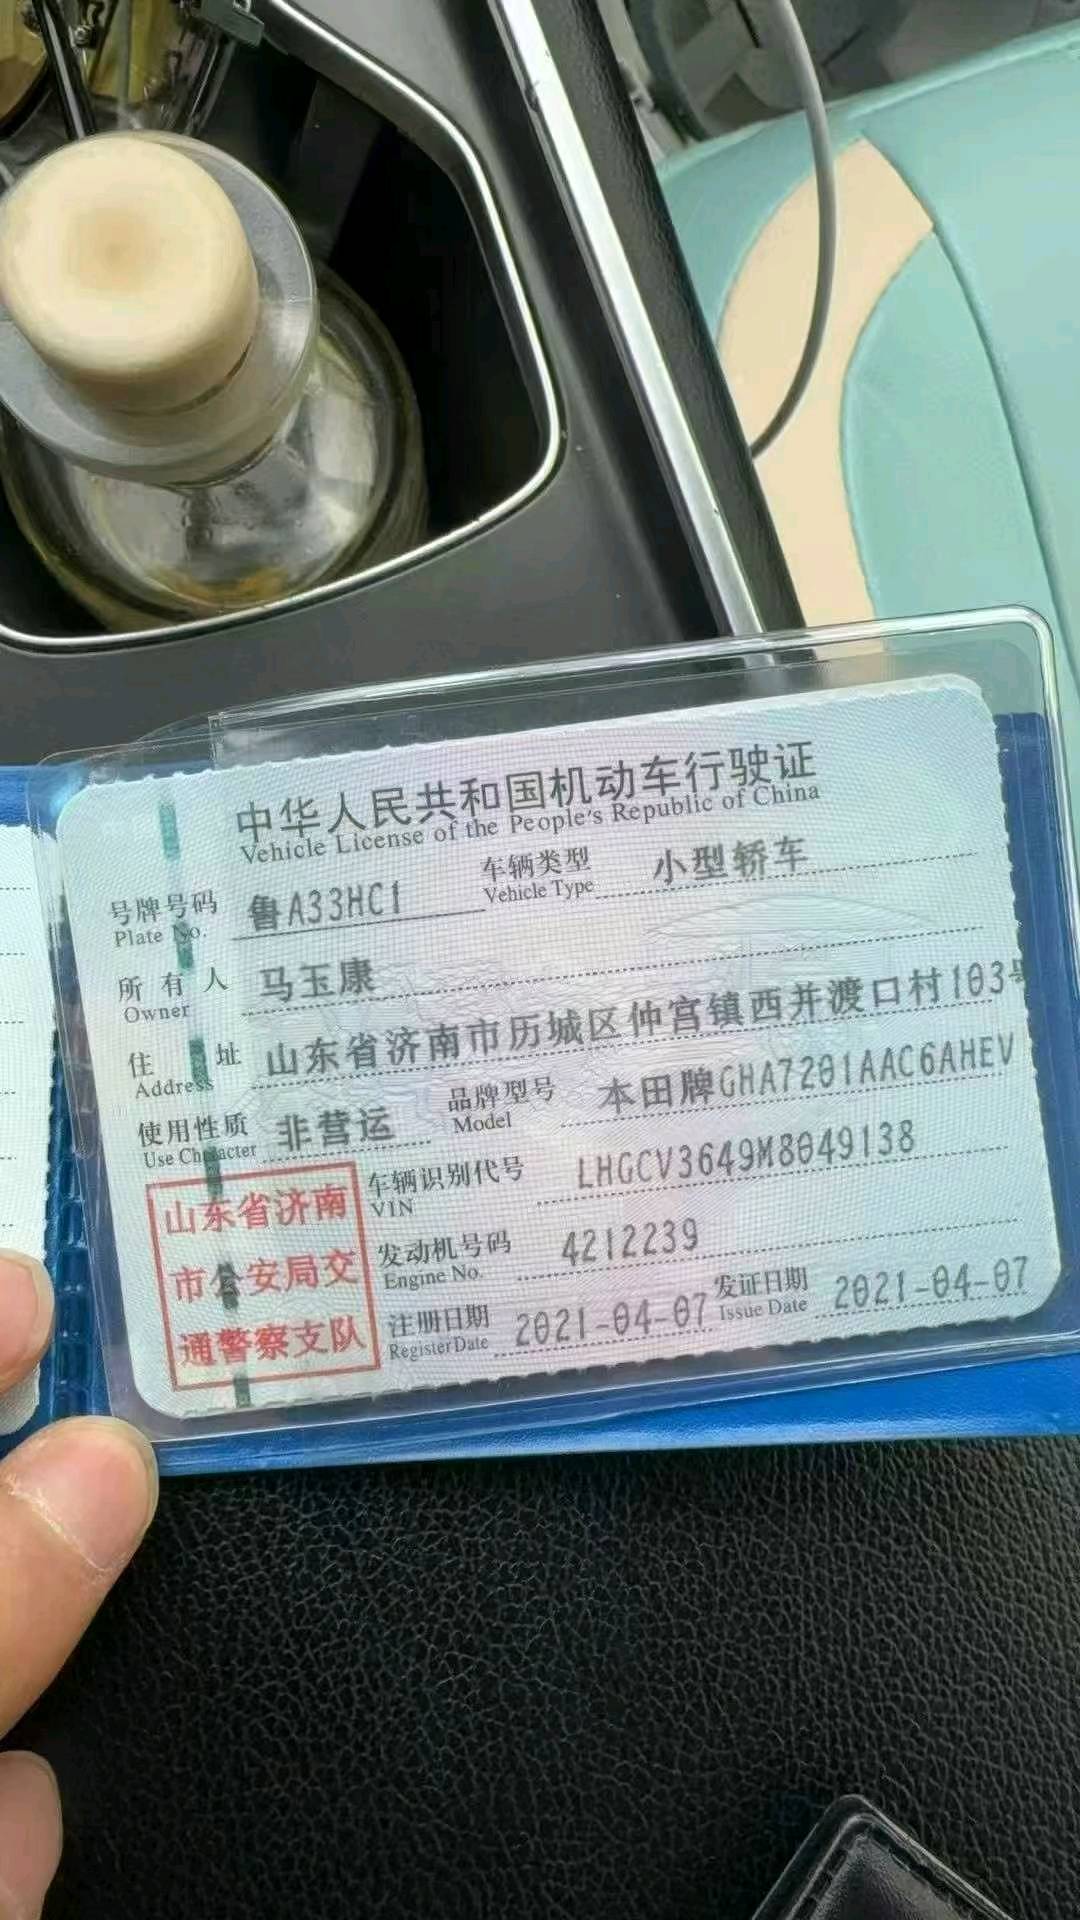 中华人民共和国机动车行驶证
Vehicle License of the People's Republic of China
号牌号码 鲁A33HC1 车辆类型 小型轿车
Plate No. Vehicle Type
所有人 马玉康
Owner
住址 山东省济南市历城区仲宫镇西并渡口村103号
Address
使用性质 非营运 品牌型号 本田牌GHA7201AAC6AHEV
Use Character Model
车辆识别代号 LHGCV3649M8049138
VIN
发动机号码 4212239
Engine No.
注册日期 2021-04-07 发证日期 2021-04-07
Register Date Issue Date
山东省济南
市公安局交
通警察支队